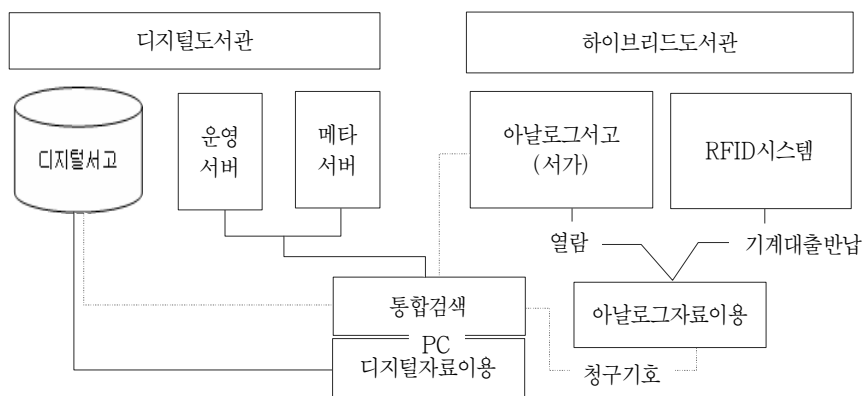 디지털도서관
하이브리드도서관
디지털서고
운영
서버
메타
서버
아날로그서고
(서가)
RFID시스템
열람
기계대출반납
통합검색
PC
디지털자료이용
아날로그자료이용
청구기호